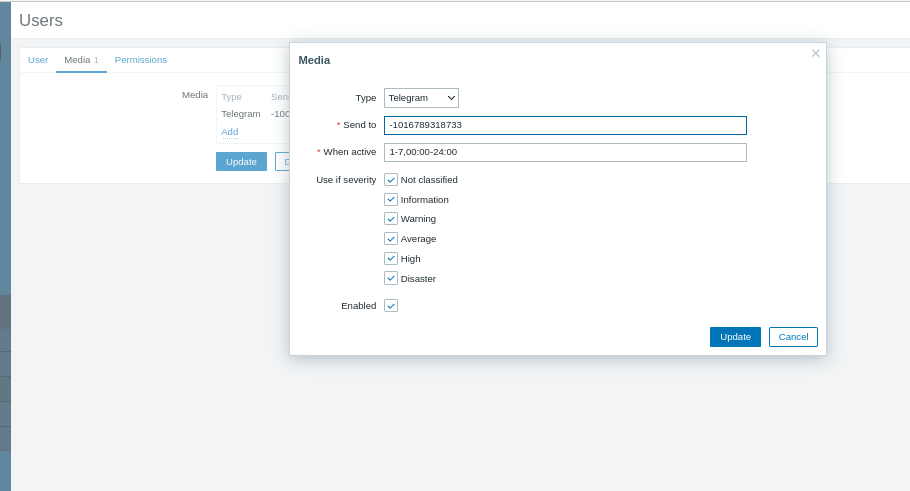 Users
User Media 1 Permissions
Media
Type
Telegram -100
Add
Update D
Media
Type Telegram
* Send to -1016789318733
* When active 1-7,00:00-24:00
Use if severity Not classified
Information
Warning
Average
High
Disaster
Enabled
Update Cancel